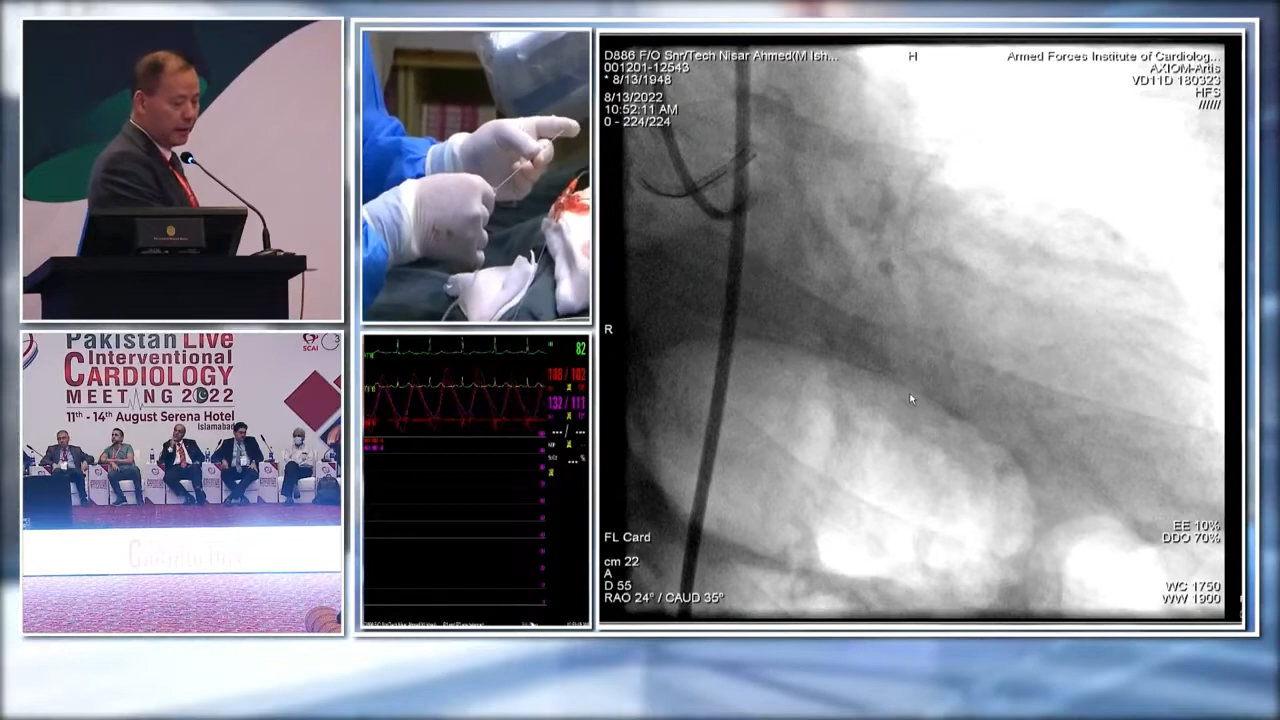 Pakistan Live
Interventional
CARDIOLOGY
MEETING 2022
11th - 14th August Serena Hotel
Islamabad
SCAI
82
132 / 111
D886 F/O Snr/Tech Nisar Ahmed(M Ish...
001201-12543
* 8/13/1948
8/13/2022
10:52:11 AM
0 - 224/224
H
Armed Forces Institute of Cardiolog...
AXIOM-Artis
VD11D 180323
HFS
//////
R
FL Card
cm 22
A
D 55
RAO 24° / CAUD 35°
EE 10%
DDO 70%
WC 1750
WW 1900